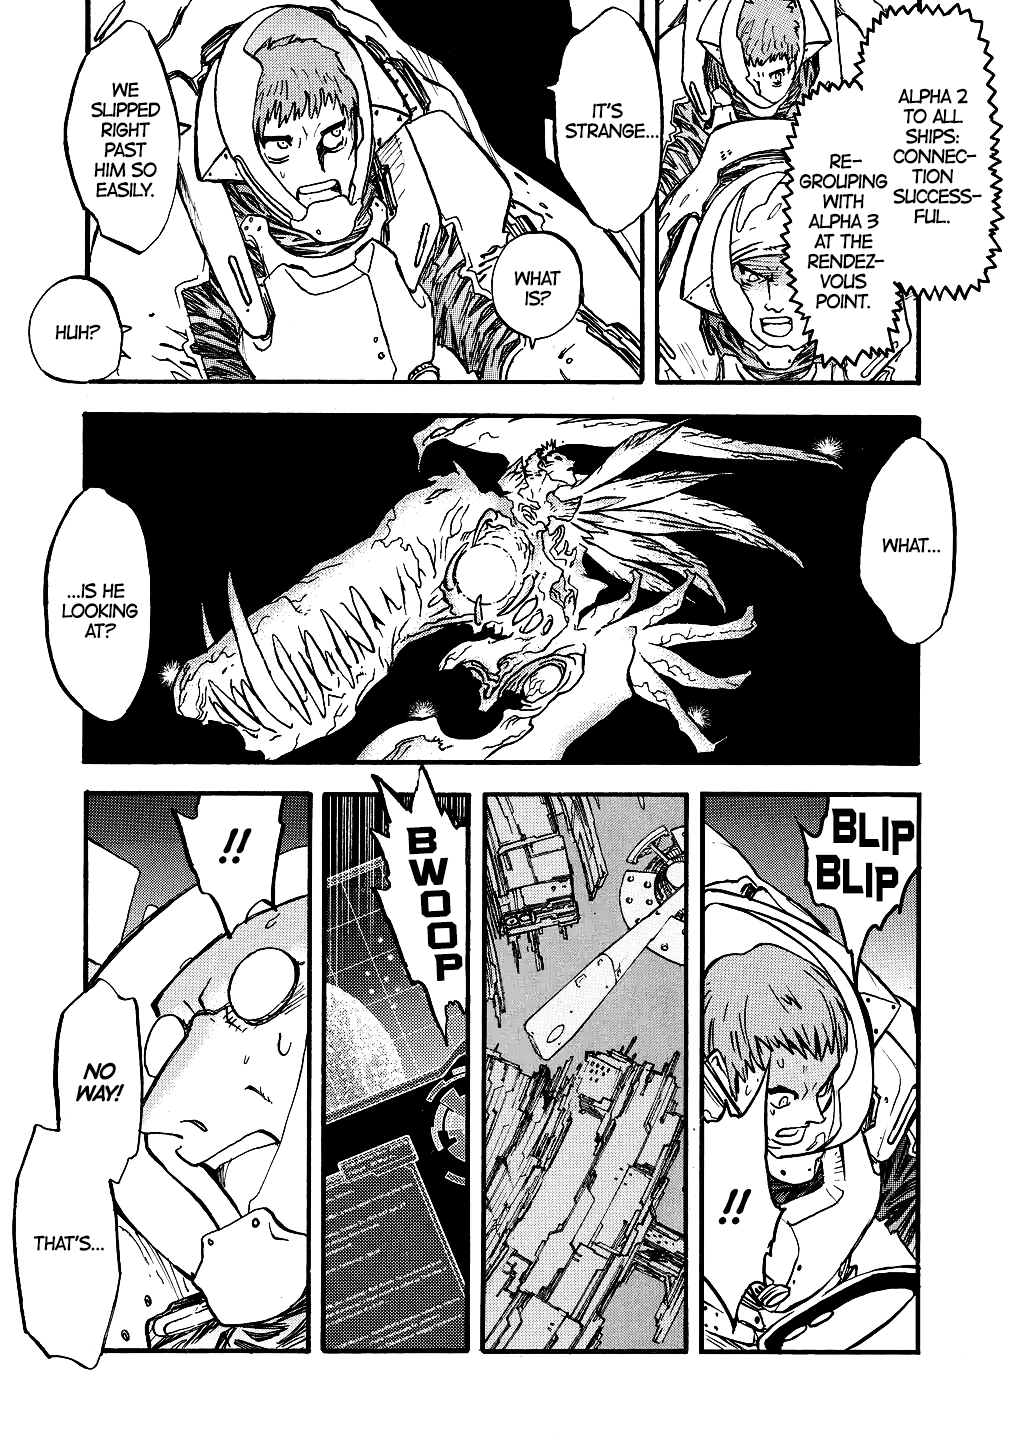 ALPHA 2
TO ALL
SHIPS:
CONNEC-
TION
SUCCESS-
FUL.
RE-
GROUPING
WITH
ALPHA 3
AT THE
RENDEZ-
VOUS
POINT.
IT'S
STRANGE...
WHAT
IS?
WE
SLIPPED
RIGHT
PAST
HIM SO
EASILY.
HUH?
WHAT...
...IS HE
LOOKING
AT?
BLIP
BLIP
!!
BWOOP
!!
NO
WAY!
THAT'S...